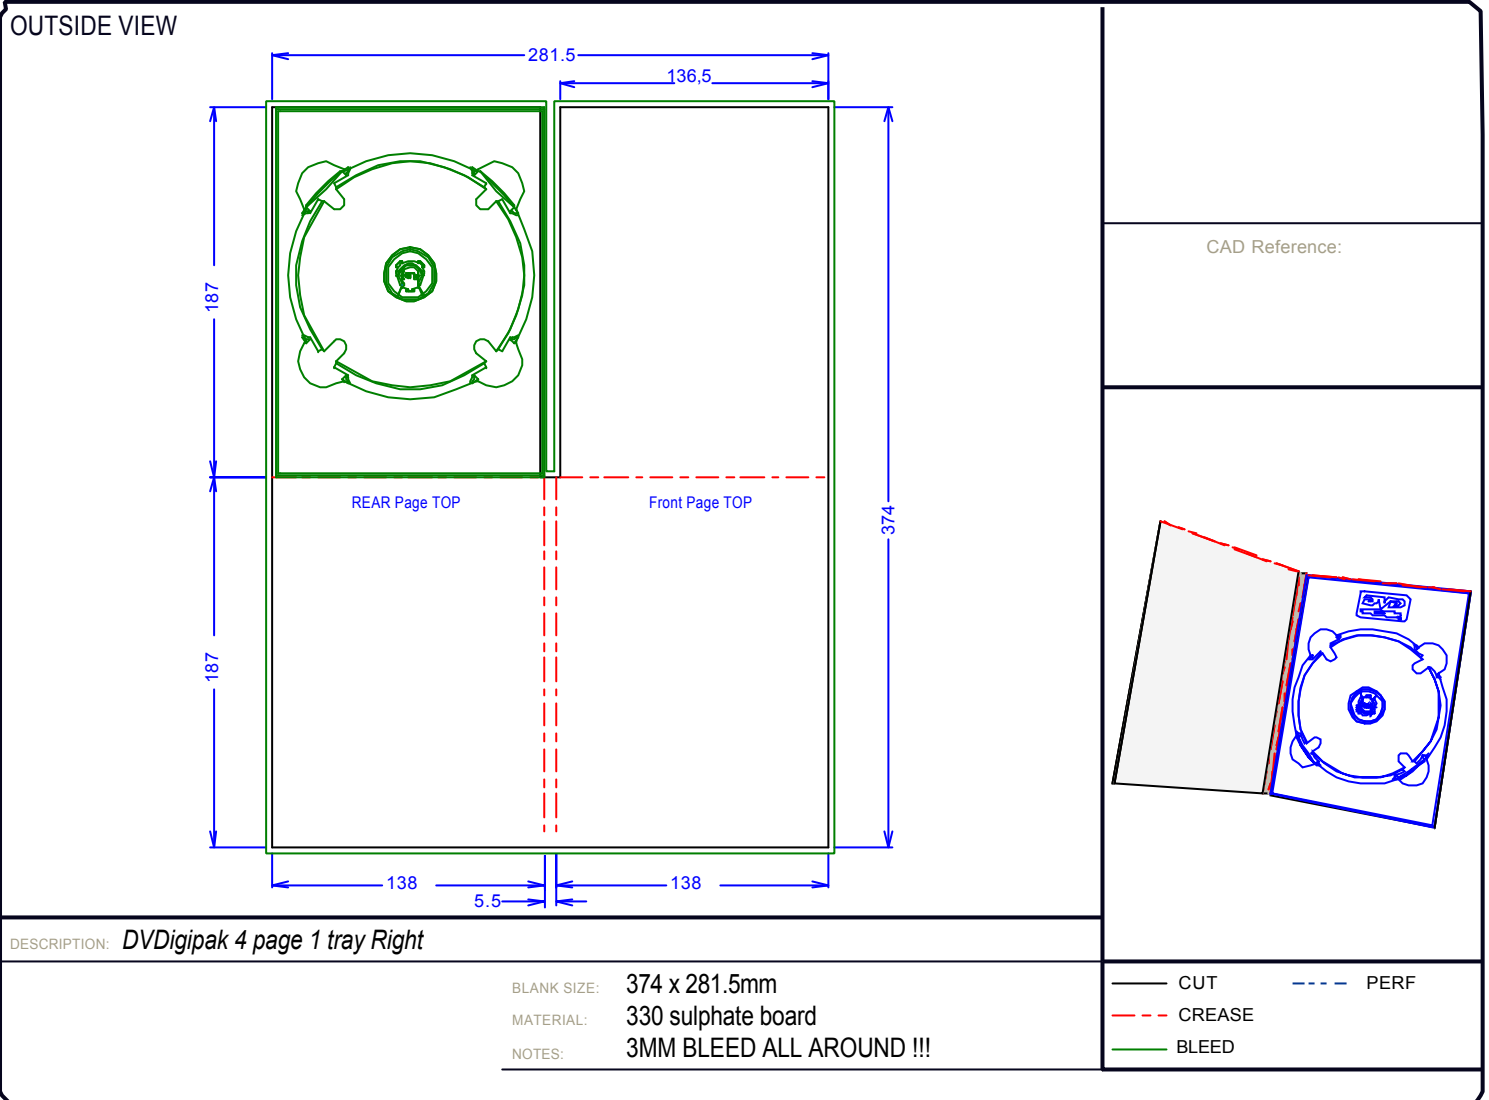 OUTSIDE VIEW
281.5
136,5
187
REAR Page TOP
Front Page TOP
374
187
138
138
5.5
CAD Reference:
DVD
DESCRIPTION: DVDigipak 4 page 1 tray Right
BLANK SIZE: 374 x 281.5mm
MATERIAL: 330 sulphate board
NOTES: 3MM BLEED ALL AROUND !!!
CUT
PERF
CREASE
BLEED